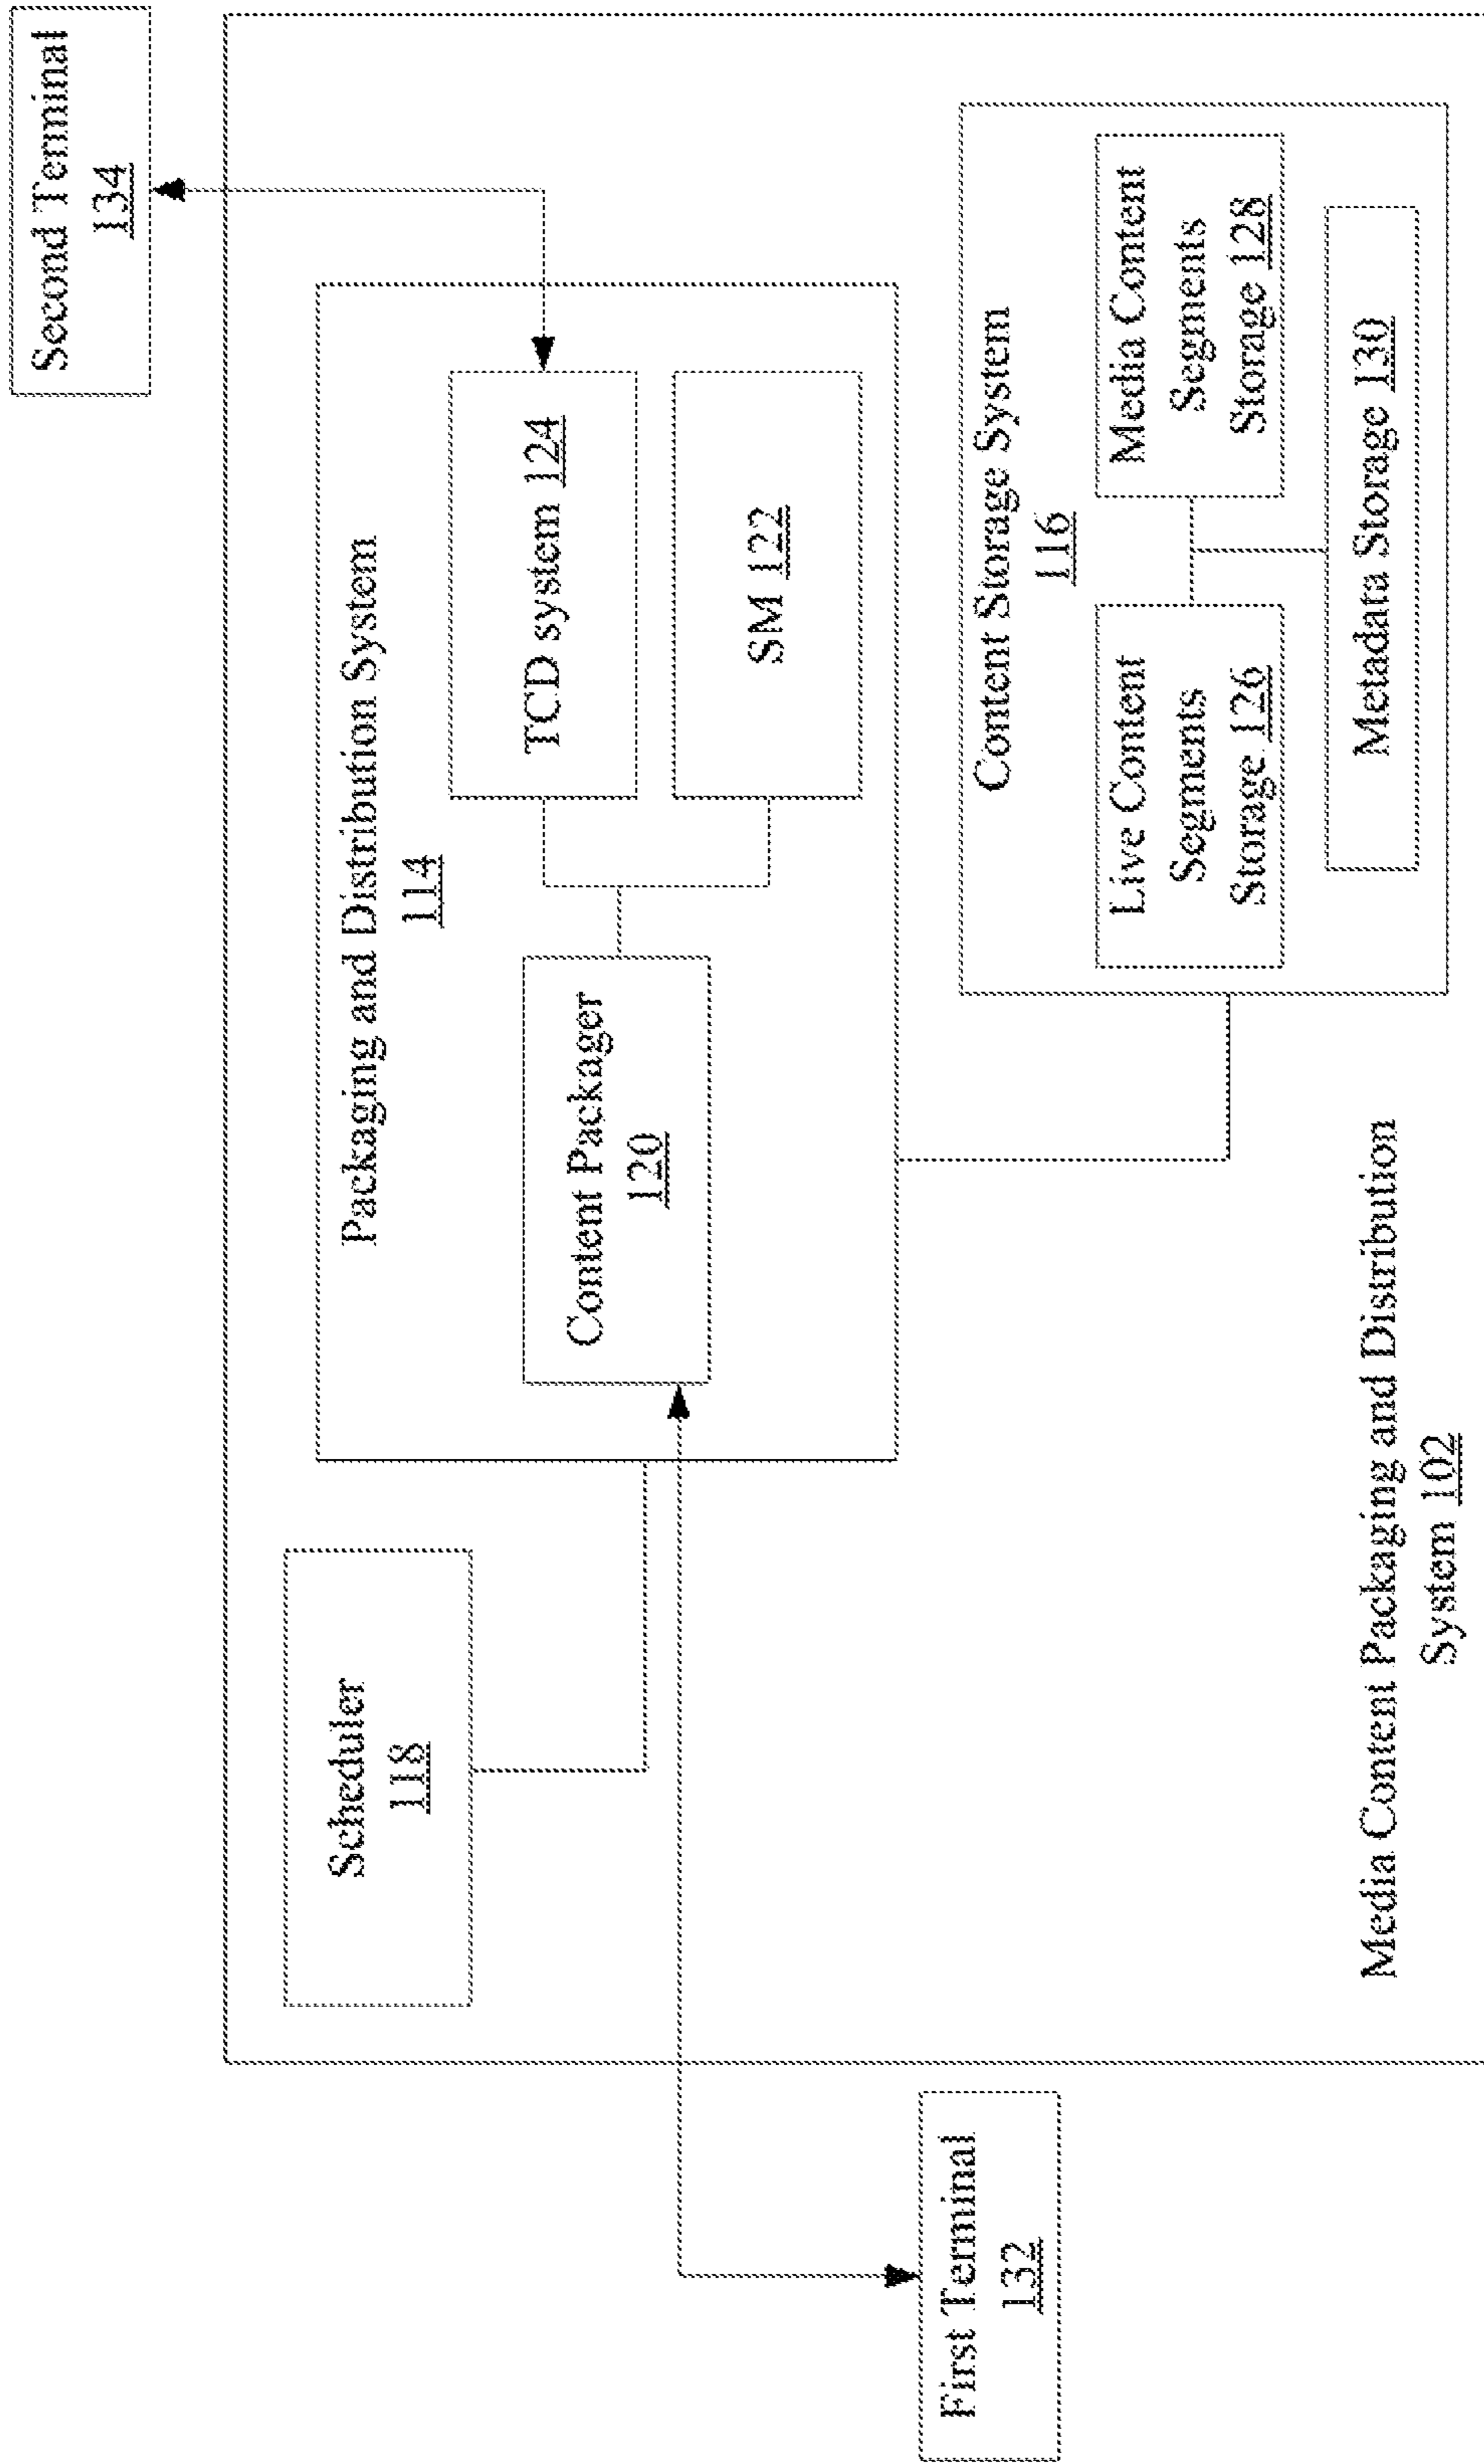 Second Terminal
134
Packaging and Distribution System
114
Scheduler
118
Content Packager
120
TCD system 124
SM 122
Content Storage System
116
Live Content
Segments
Storage 126
Media Content
Segments
Storage 128
Metadata Storage 130
First Terminal
132
Media Content Packaging and Distribution
System 102